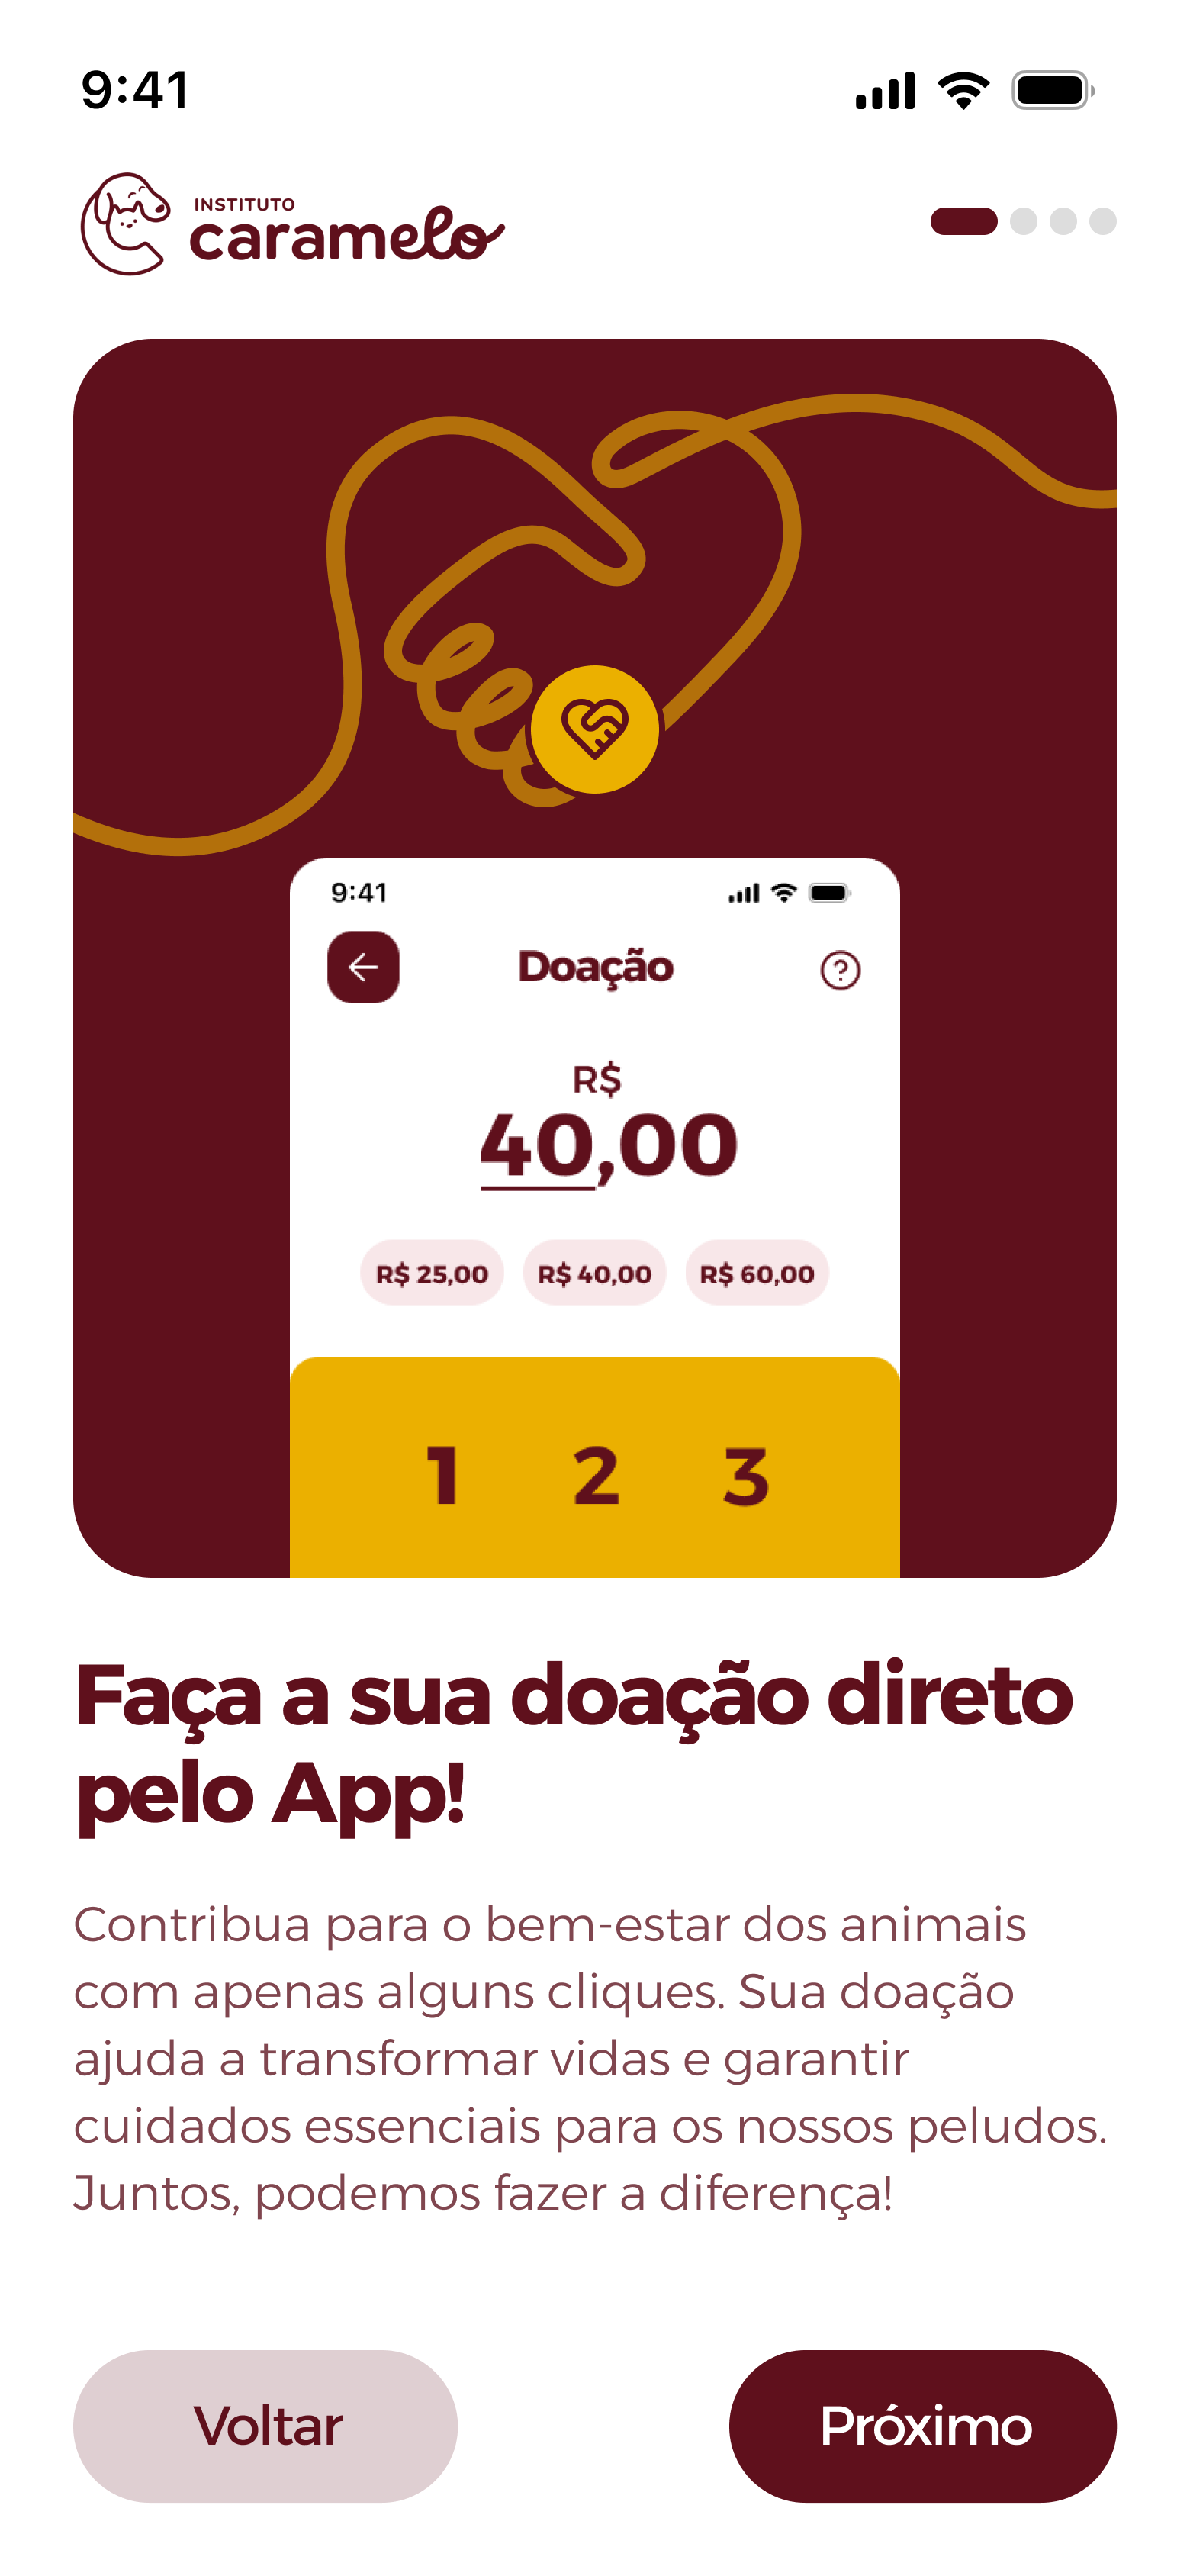 9:41
INSTITUTO
caramelo
9:41
Doação
R$
40,00
R$ 25,00 R$ 40,00 R$ 60,00
1 2 3
Faça a sua doação direto
pelo App!
Contribua para o bem-estar dos animais
com apenas alguns cliques. Sua doação
ajuda a transformar vidas e garantir
cuidados essenciais para os nossos peludos.
Juntos, podemos fazer a diferença!
Voltar Próximo